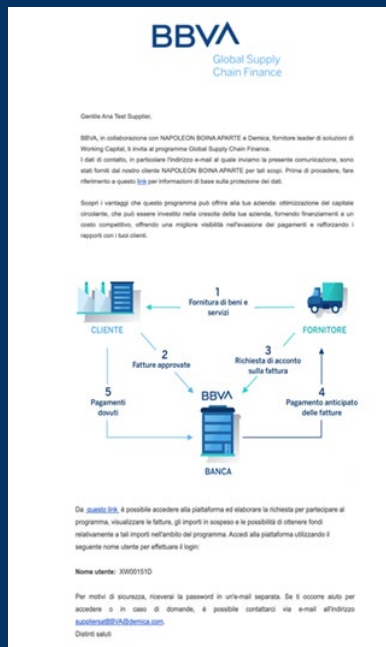 BBVA
Global Supply
Chain Finance
Gentile Ana Test Supplier,
BBVA, in collaborazione con NAPOLEON BOINA APARTE e Demica, fornitore leader di soluzioni di
Working Capital, ti invita al programma Global Supply Chain Finance.
I dati di contatto, in particolare l'indirizzo e-mail al quale inviamo la presente comunicazione, sono
stati forniti dal nostro cliente NAPOLEON BOINA APARTE per tali scopi. Prima di procedere, fare
riferimento a questo link per informazioni di base sulla protezione dei dati.
Scopri i vantaggi che questo programma può offrire alla tua azienda: ottimizzazione del capitale
circolante, che può essere investito nella crescita della tua azienda, fornendo finanziamenti a un
costo competitivo, offrendo una migliore visibilità nell'evasione dei pagamenti e rafforzando i
rapporti con i tuoi clienti.
1
Fornitura di beni e
servizi
CLIENTE
FORNITORE
2
Fatture approvate
3
Richiesta di acconto
sulla fattura
5
Pagamenti
dovuti
BBVA
4
Pagamento anticipato
delle fatture
BANCA
Da questo link è possibile accedere alla piattaforma ed elaborare la richiesta per partecipare al
programma, visualizzare le fatture, gli importi in sospeso e le possibilità di ottenere fondi
relativamente a tali importi nell'ambito del programma. Accedi alla piattaforma utilizzando il
seguente nome utente per effettuare il login:
Nome utente: XW00151D
Per motivi di sicurezza, riceverai la password in un'e-mail separata. Se ti occorre aiuto per
accedere o in caso di domande, è possibile contattarci via e-mail all'indirizzo
suppliersatBBVA@demica.com.
Distinti saluti